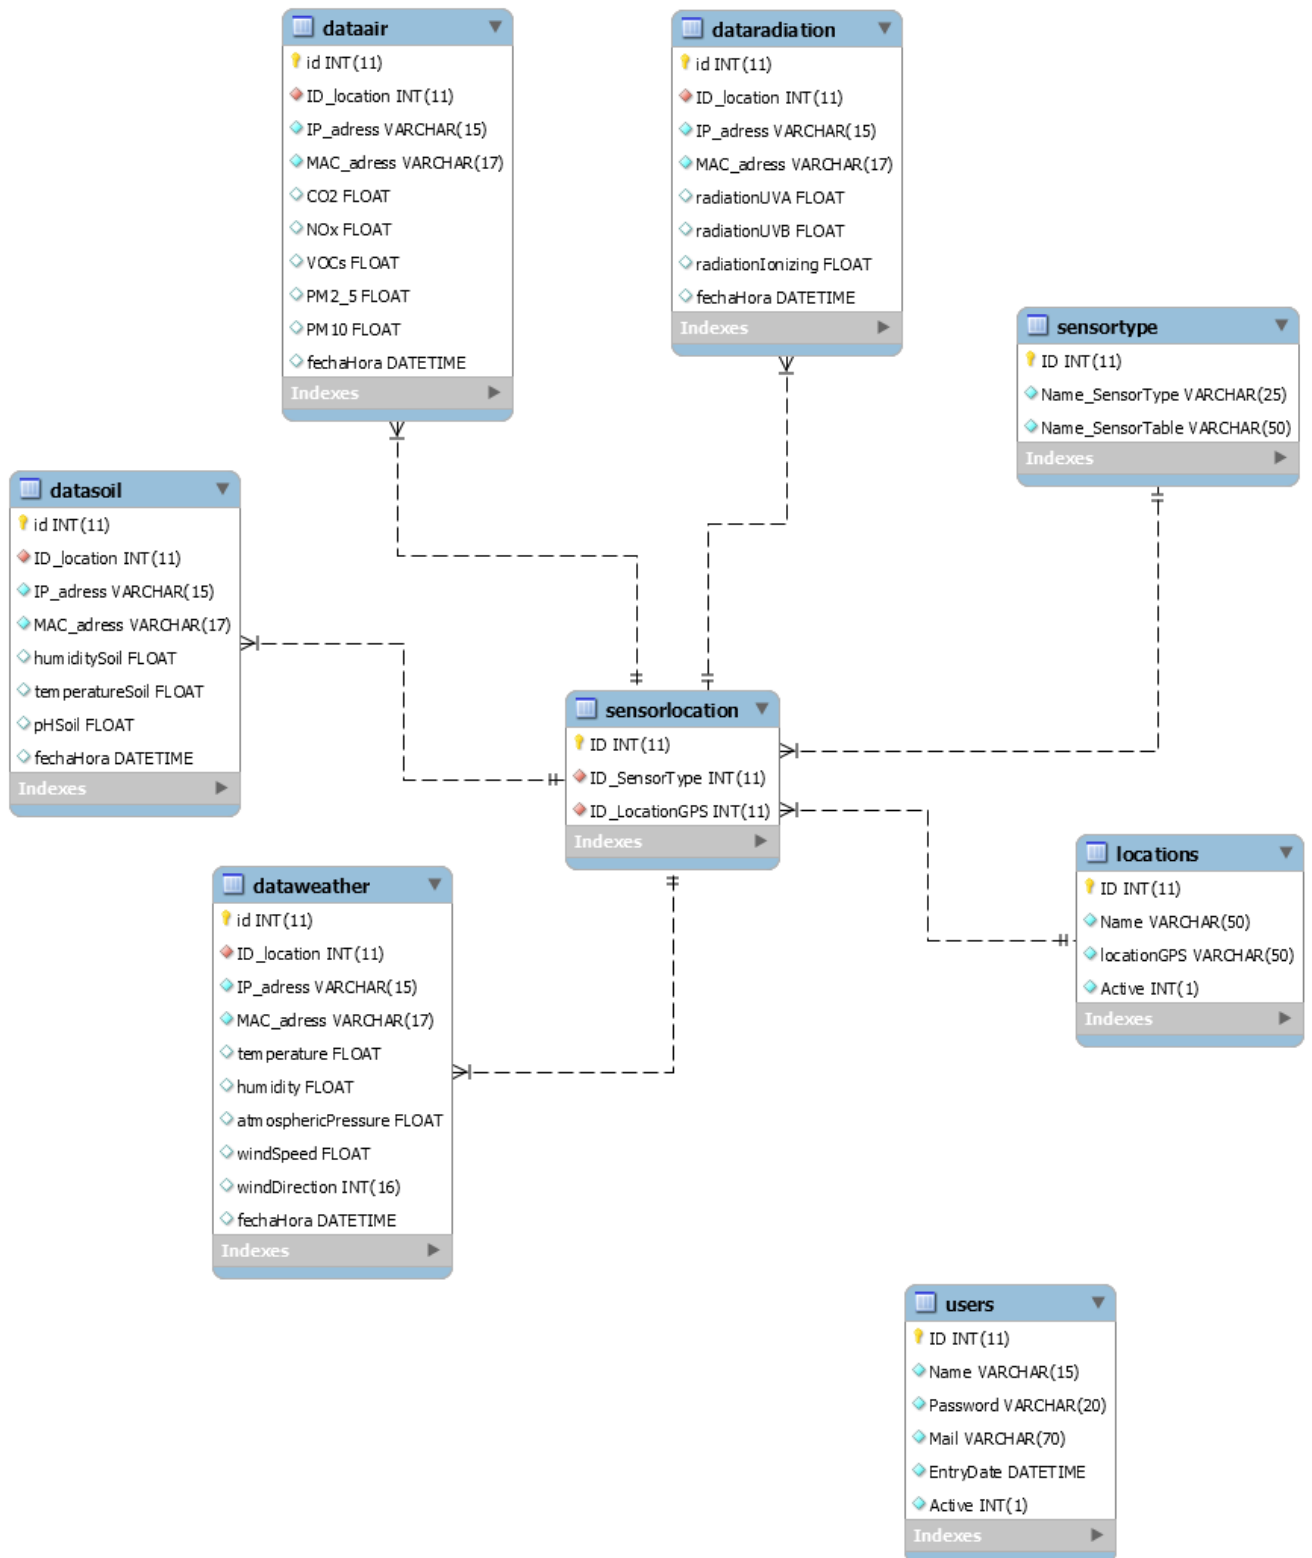 dataair
id INT(11)
ID_location INT(11)
IP_adress VARCHAR(15)
MAC_adress VARCHAR(17)
CO2 FLOAT
NOx FLOAT
VOCs FLOAT
PM2_5 FLOAT
PM10 FLOAT
fechaHora DATETIME
Indexes
dataradiation
id INT(11)
ID_location INT(11)
IP_adress VARCHAR(15)
MAC_adress VARCHAR(17)
radiationUVA FLOAT
radiationUVB FLOAT
radiationIonizing FLOAT
fechaHora DATETIME
Indexes
sensortype
ID INT(11)
Name_SensorType VARCHAR(25)
Name_SensorTable VARCHAR(50)
Indexes
datasoil
id INT(11)
ID_location INT(11)
IP_adress VARCHAR(15)
MAC_adress VARCHAR(17)
humiditySoil FLOAT
temperatureSoil FLOAT
pHSoil FLOAT
fechaHora DATETIME
Indexes
sensorlocation
ID INT(11)
ID_SensorType INT(11)
ID_LocationGPS INT(11)
Indexes
locations
ID INT(11)
Name VARCHAR(50)
locationGPS VARCHAR(50)
Active INT(1)
Indexes
dataweather
id INT(11)
ID_location INT(11)
IP_adress VARCHAR(15)
MAC_adress VARCHAR(17)
temperature FLOAT
humidity FLOAT
atmosphericPressure FLOAT
windSpeed FLOAT
windDirection INT(16)
fechaHora DATETIME
Indexes
users
ID INT(11)
Name VARCHAR(15)
Password VARCHAR(20)
Mail VARCHAR(70)
EntryDate DATETIME
Active INT(1)
Indexes